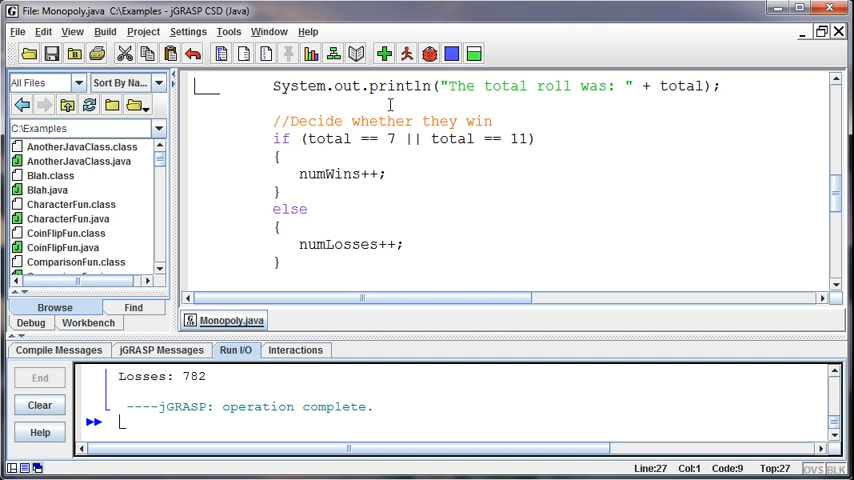 File: Monopoly.java  C:\Examples - jGRASP CSD (Java)
File Edit View Build Project Settings Tools Window Help
All Files Sort By Na...
C:\Examples
AnotherJavaClass.class
AnotherJavaClass.java
Blah.class
Blah.java
CharacterFun.class
CharacterFun.java
CoinFlipFun.class
CoinFlipFun.java
ComparisonFun.class
Browse Find
Debug Workbench
System.out.println("The total roll was: " + total);
//Decide whether they win
if (total == 7 || total == 11)
{
numWins++;
}
else
{
numLosses++;
}
Monopoly.java
Compile Messages jGRASP Messages Run I/O Interactions
End
Clear
Help
Losses: 782
----jGRASP: operation complete.
Line:27 Col:1 Code:9 Top:27 OVS BLK